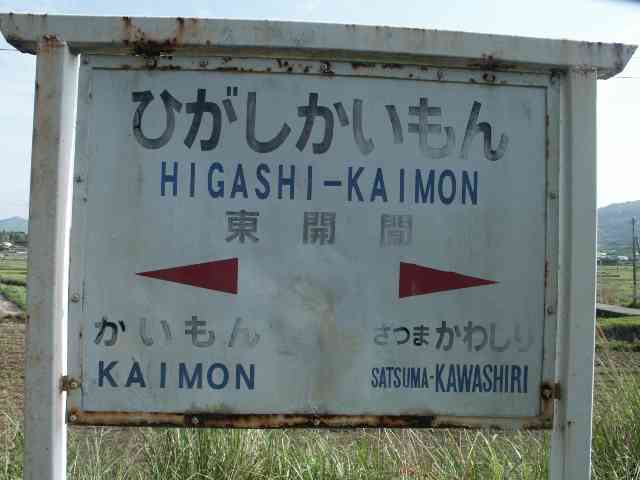 ひがしかいもん
HIGASHI-KAIMON
東開聞
かいもん
KAIMON
さつまかわしり
SATSUMA-KAWASHIRI